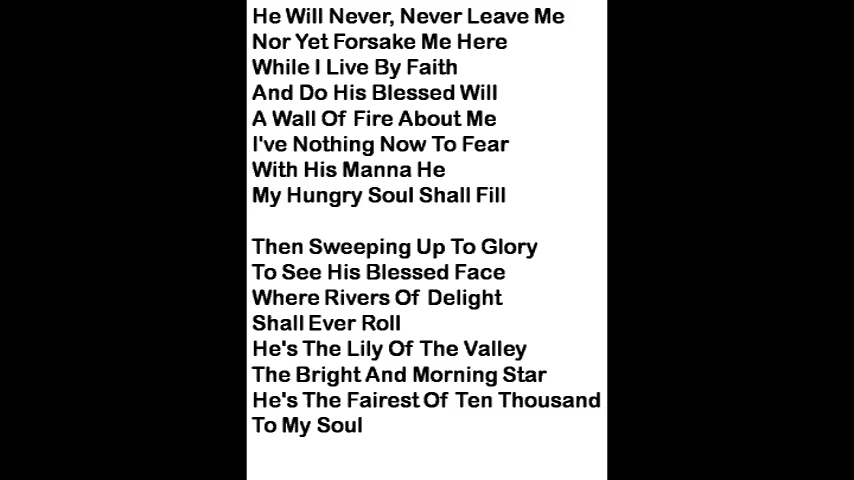 He Will Never, Never Leave Me
Nor Yet Forsake Me Here
While I Live By Faith
And Do His Blessed Will
A Wall Of Fire About Me
I've Nothing Now To Fear
With His Manna He
My Hungry Soul Shall Fill

Then Sweeping Up To Glory
To See His Blessed Face
Where Rivers Of Delight
Shall Ever Roll
He's The Lily Of The Valley
The Bright And Morning Star
He's The Fairest Of Ten Thousand
To My Soul